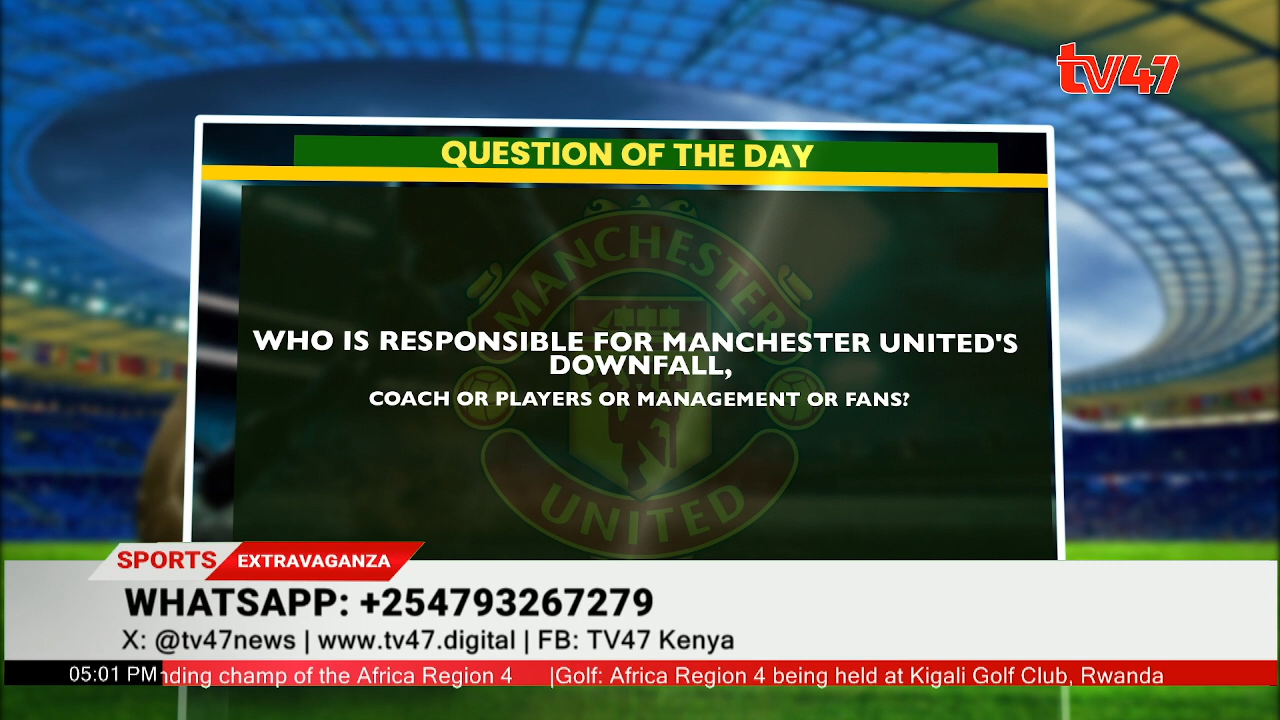 tv47
QUESTION OF THE DAY
MANCHESTER
WHO IS RESPONSIBLE FOR MANCHESTER UNITED'S
DOWNFALL,
COACH OR PLAYERS OR MANAGEMENT OR FANS?
UNITED
SPORTS EXTRAVAGANZA
WHATSAPP: +254793267279
X: @tv47news | www.tv47.digital | FB: TV47 Kenya
05:01 PM nding champ of the Africa Region 4 |Golf: Africa Region 4 being held at Kigali Golf Club, Rwanda